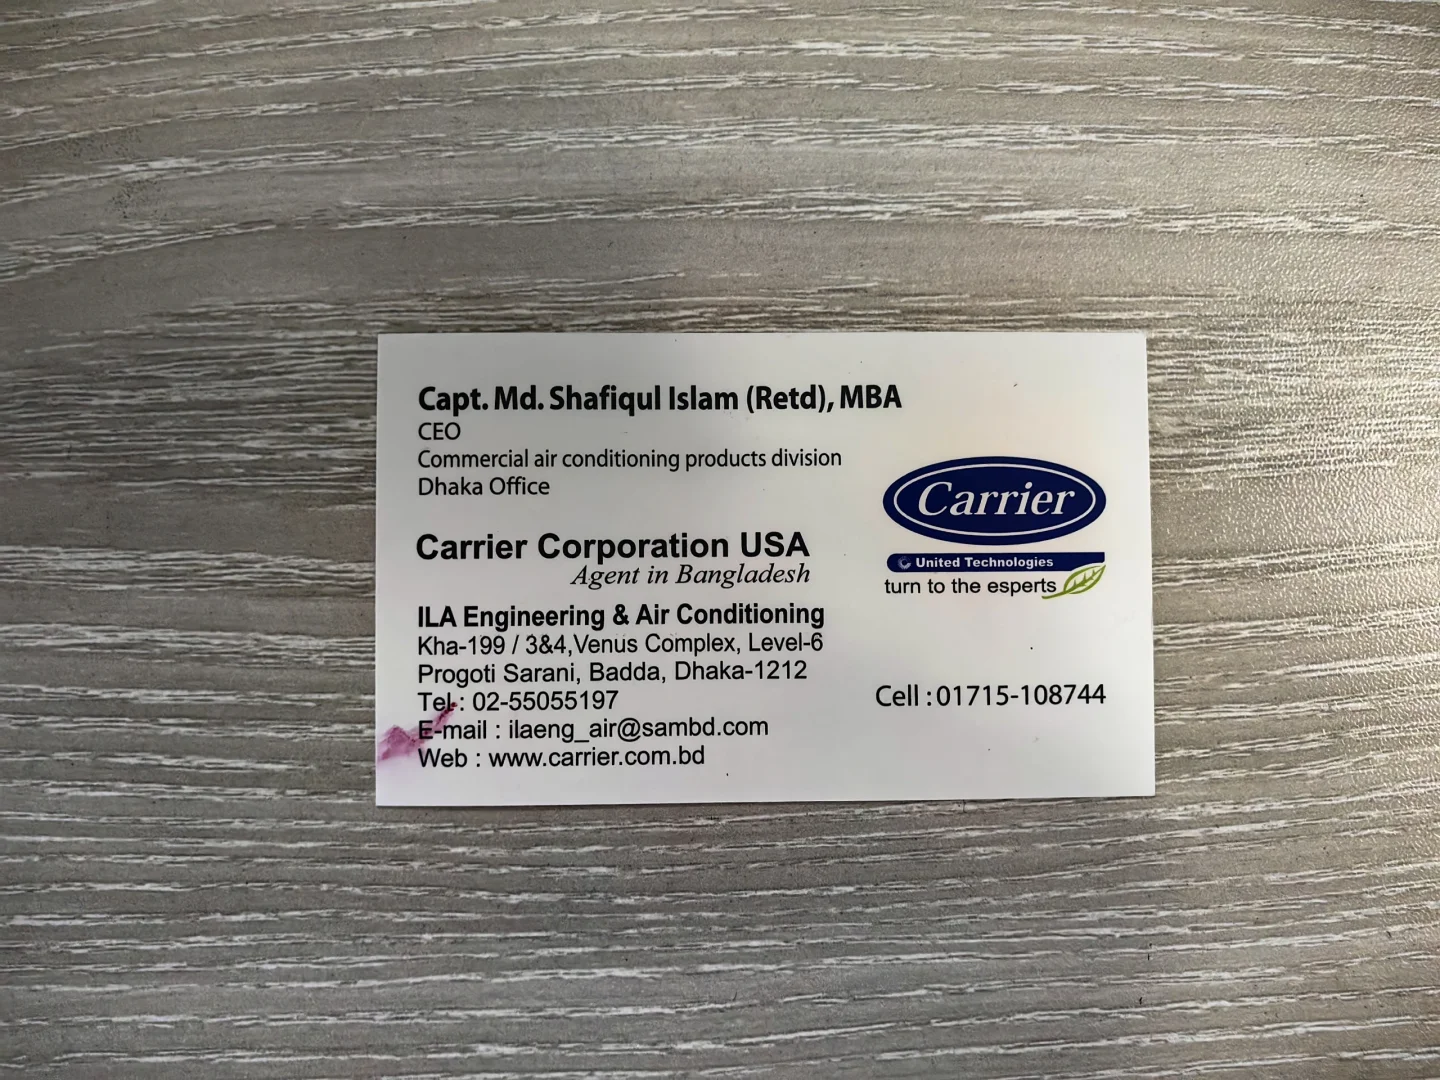 Capt. Md. Shafiqul Islam (Retd), MBA
CEO
Commercial air conditioning products division
Dhaka Office
Carrier Corporation USA
Agent in Bangladesh
ILA Engineering & Air Conditioning
Kha-199 / 3&4,Venus Complex, Level-6
Progoti Sarani, Badda, Dhaka-1212
Tel : 02-55055197
E-mail : ilaeng_air@sambd.com
Web : www.carrier.com.bd
Carrier
United Technologies
turn to the esperts
Cell : 01715-108744